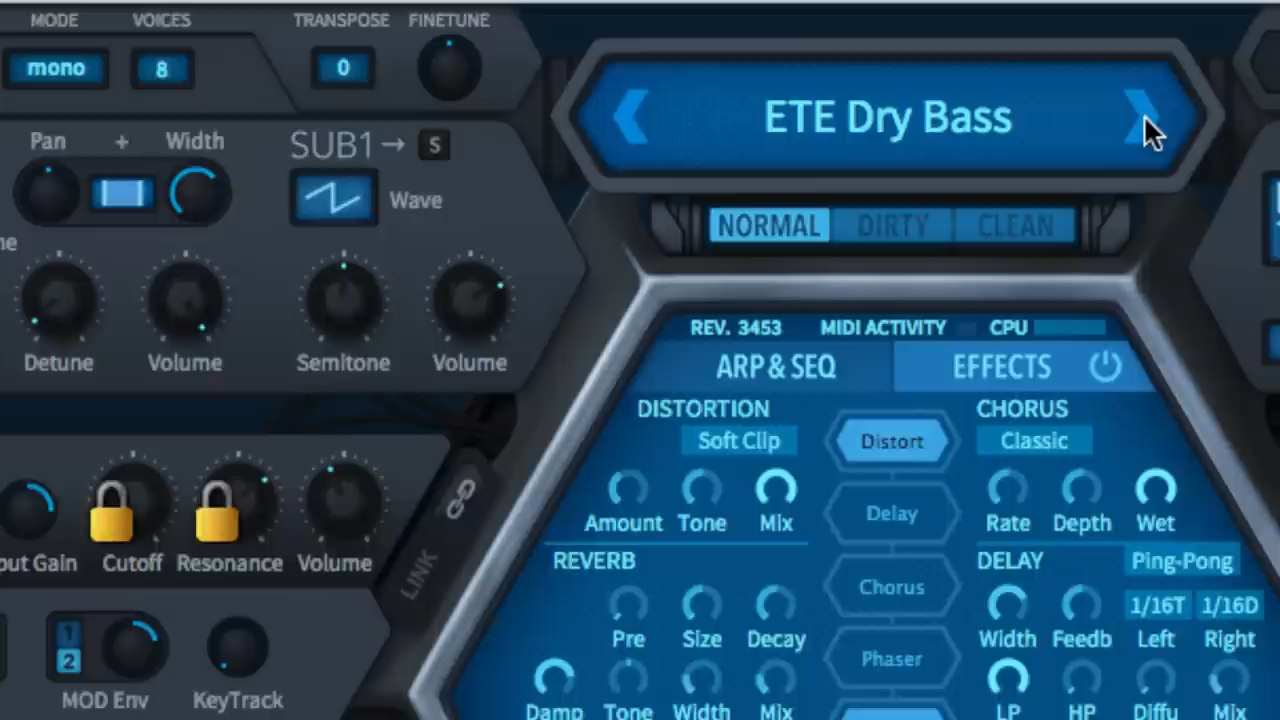 MODE VOICES TRANSPOSE FINETUNE
mono 8 0
ETE Dry Bass
Pan + Width SUB1→ S
Wave
NORMAL DIRTY CLEAN
Detune Volume Semitone Volume
REV. 3453 MIDI ACTIVITY CPU
ARP & SEQ EFFECTS
DISTORTION CHORUS
Soft Clip Distort Classic
Amount Tone Mix Delay Rate Depth Wet
Cutoff Resonance Volume
Gain
LINK
REVERB DELAY Ping-Pong
Chorus
1/16T 1/16D
Pre Size Decay Width Feedb Left Right
1
2
Phaser
MOD Env KeyTrack
Damp Tone Width Mix LP HP Diffu Mix